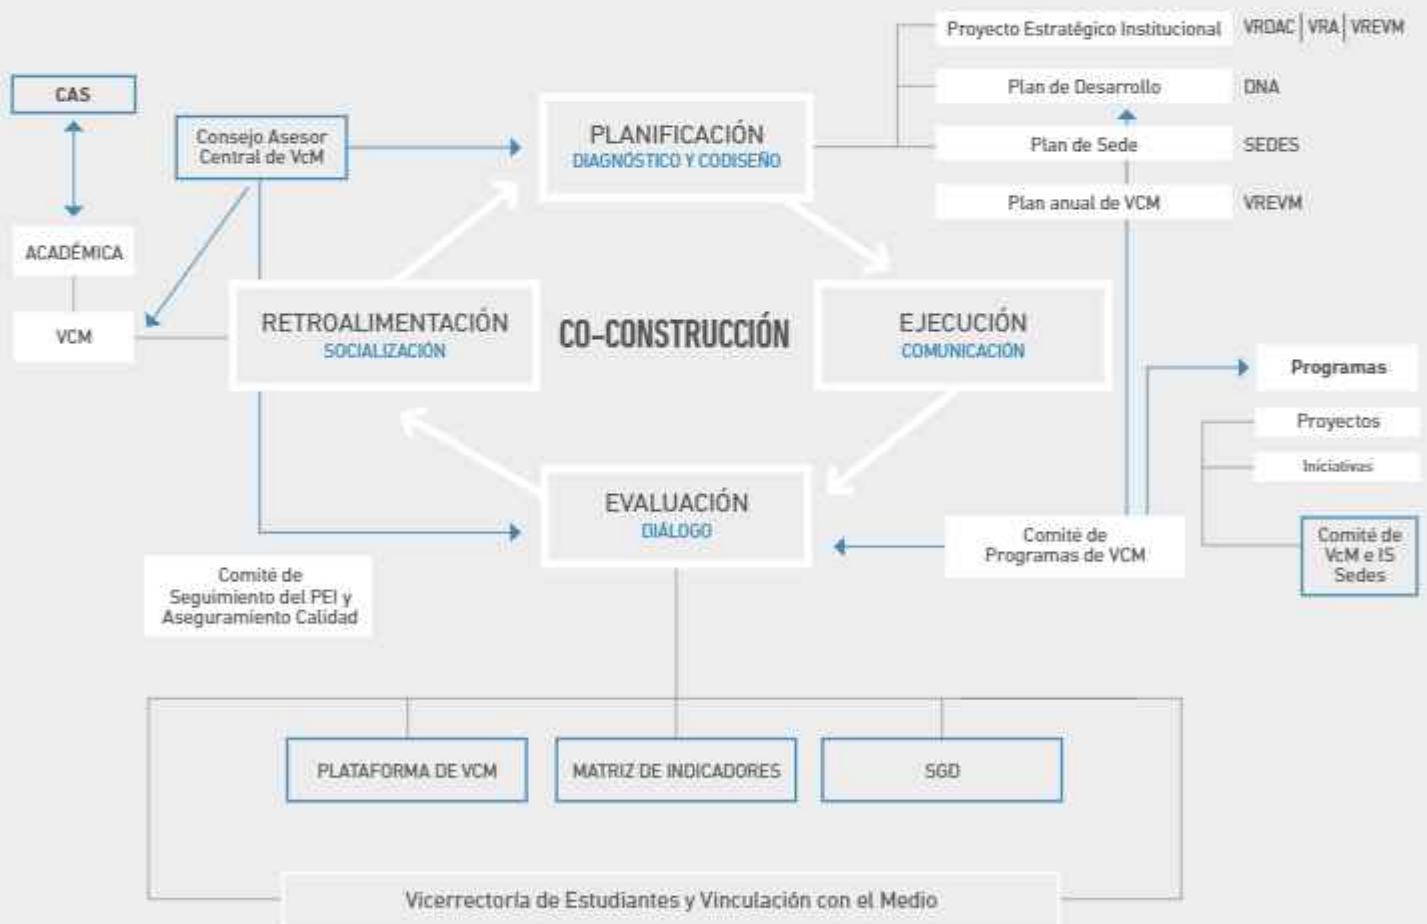 Proyecto Estratégico Institucional VRDAC | VRA | VREVM
CAS
Plan de Desarrollo DNA
Consejo Asesor
Central de VcM
PLANIFICACIÓN
DIAGNÓSTICO Y CODISEÑO
Plan de Sede SEDES
Plan anual de VCM VREVM
ACADÉMICA
VCM
RETROALIMENTACIÓN
SOCIALIZACIÓN
CO-CONSTRUCCIÓN
EJECUCIÓN
COMUNICACIÓN
Programas
Proyectos
Iniciativas
EVALUACIÓN
DIÁLOGO
Comité de
Programas de VCM
Comité de
VcM e IS
Sedes
Comité de
Seguimiento del PEI y
Aseguramiento Calidad
PLATAFORMA DE VCM
MATRIZ DE INDICADORES
SGD
Vicerrectoría de Estudiantes y Vinculación con el Medio